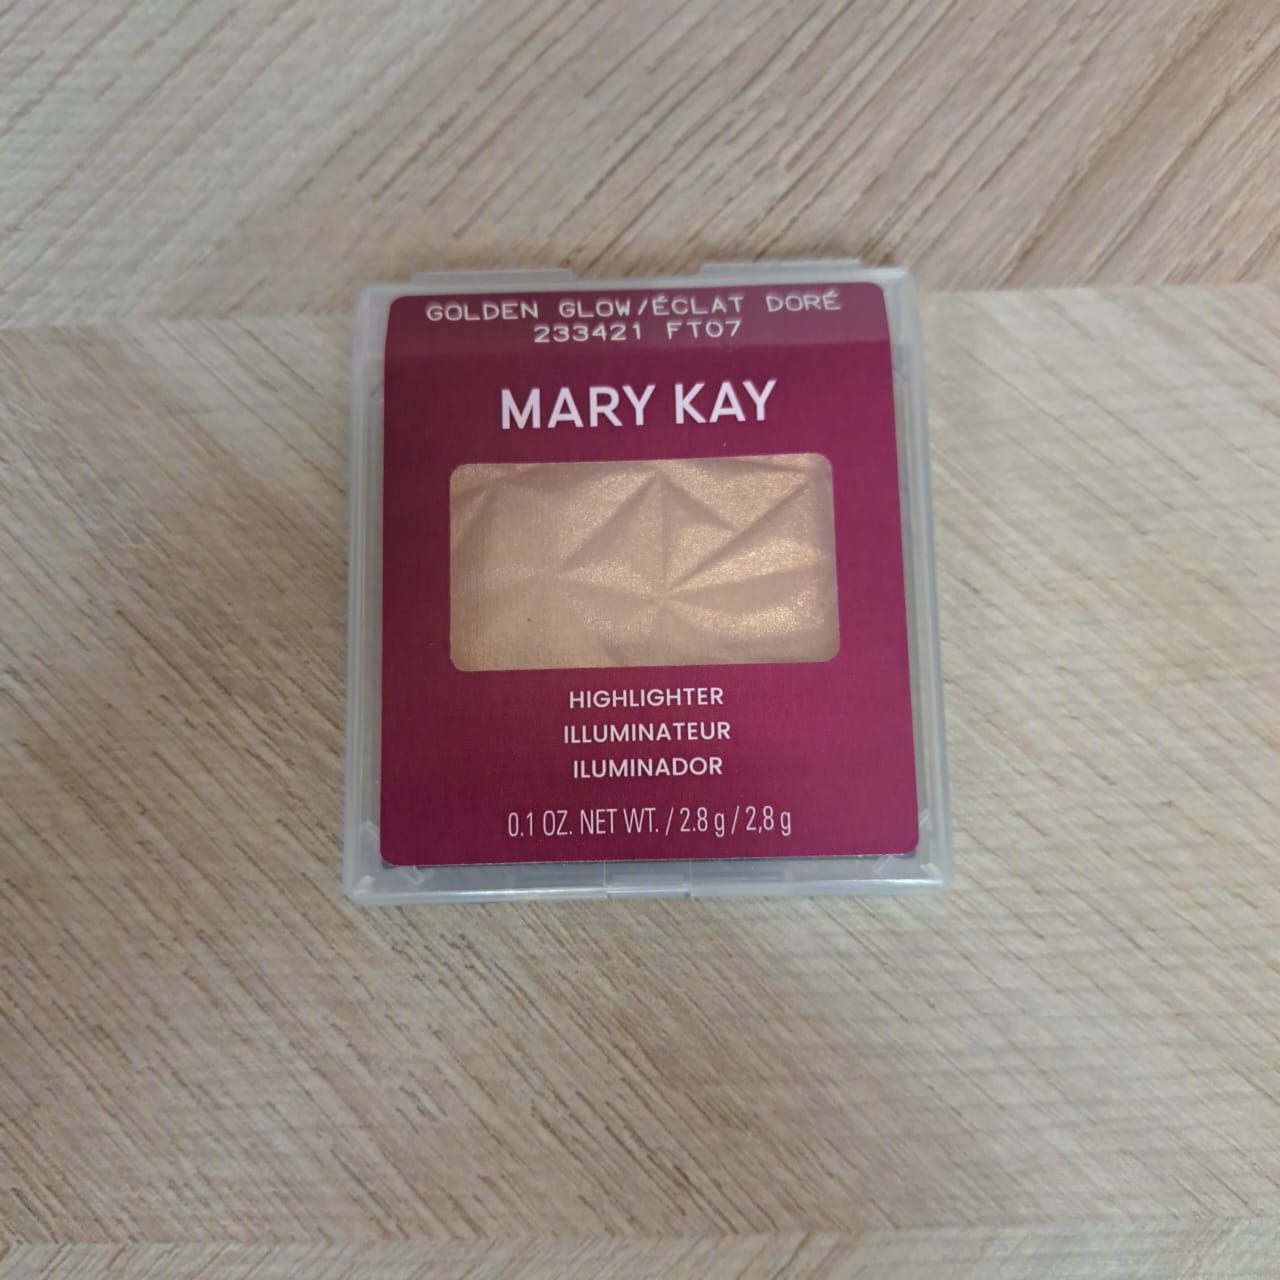 GOLDEN GLOW/ÉCLAT DORÉ
233421 FT07
MARY KAY
HIGHLIGHTER
ILLUMINATEUR
ILUMINADOR
0.1 OZ. NET WT. / 2.8 g / 2,8 g